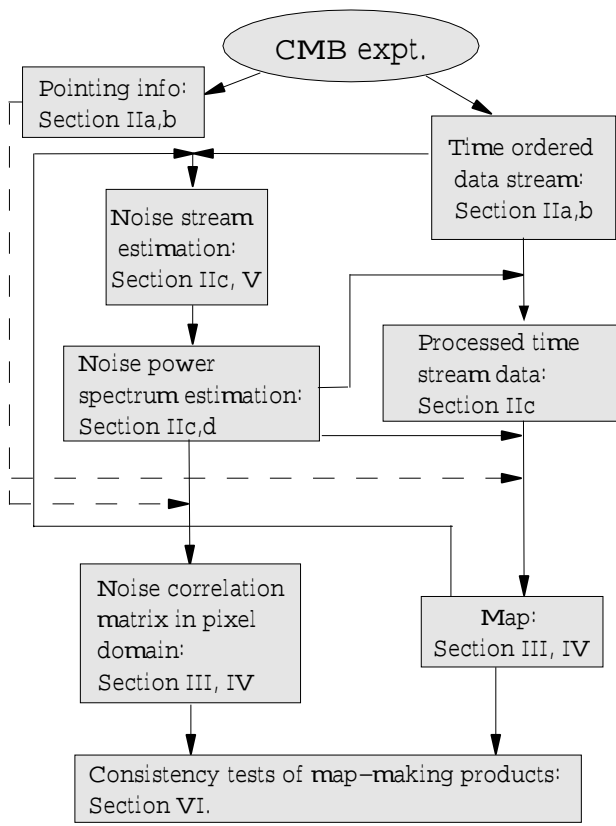 CMB expt.
Pointing info:
Section IIa,b
Time ordered
data stream:
Section IIa,b
Noise stream
estimation:
Section IIc, V
Noise power
spectrum estimation:
Section IIc,d
Processed time
stream data:
Section IIc
Noise correlation
matrix in pixel
domain:
Section III, IV
Map:
Section III, IV
Consistency tests of map−making products:
Section VI.